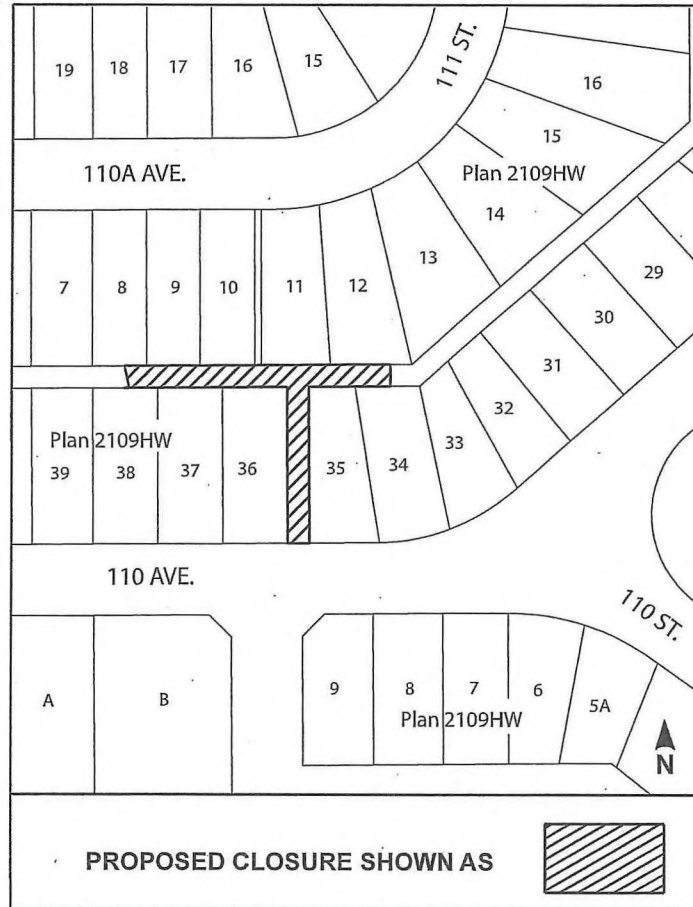 19 18 17 16 15
111 ST.
16
110A AVE.
15
Plan 2109HW
14
13
7 8 9 10 11 12
29
30
31
32
33
Plan 2109HW
39 38 37 36 35 34
110 AVE.
110 ST.
A B
9 8 7 6 5A
Plan 2109HW
N
PROPOSED CLOSURE SHOWN AS